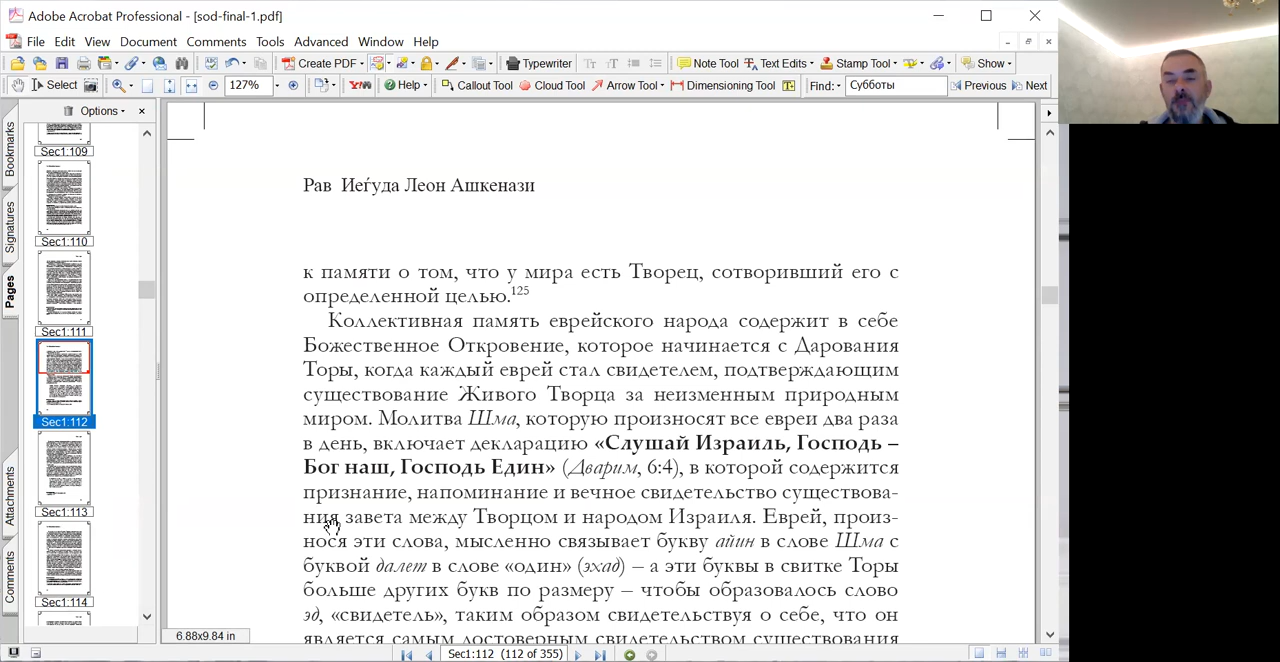 Adobe Acrobat Professional - [sod-final-1.pdf]
File Edit View Document Comments Tools Advanced Window Help
Create PDF Typewriter Note Tool Text Edits Stamp Tool Show
Select 127% Help Callout Tool Cloud Tool Arrow Tool Dimensioning Tool Find: Субботы Previous Next
Options
Bookmarks
Signatures
Pages
Attachments
Comments
Sec1:109
Sec1:110
Sec1:111
Sec1:112
Sec1:113
Sec1:114
Рав Иеѓуда Леон Ашкенази
к памяти о том, что у мира есть Творец, сотворивший его с
определенной целью.125
Коллективная память еврейского народа содержит в себе
Божественное Откровение, которое начинается с Дарования
Торы, когда каждый еврей стал свидетелем, подтверждающим
существование Живого Творца за неизменным природным
миром. Молитва Шма, которую произносят все евреи два раза
в день, включает декларацию «Слушай Израиль, Господь –
Бог наш, Господь Един» (Дварим, 6:4), в которой содержится
признание, напоминание и вечное свидетельство существова-
ния завета между Творцом и народом Израиля. Еврей, произ-
нося эти слова, мысленно связывает букву айин в слове Шма с
буквой далет в слове «один» (эхад) – а эти буквы в свитке Торы
больше других букв по размеру – чтобы образовалось слово
эд, «свидетель», таким образом свидетельствуя о себе, что он
является самым достоверным свидетельством существования
6.88x9.84 in
Sec1:112 (112 of 355)